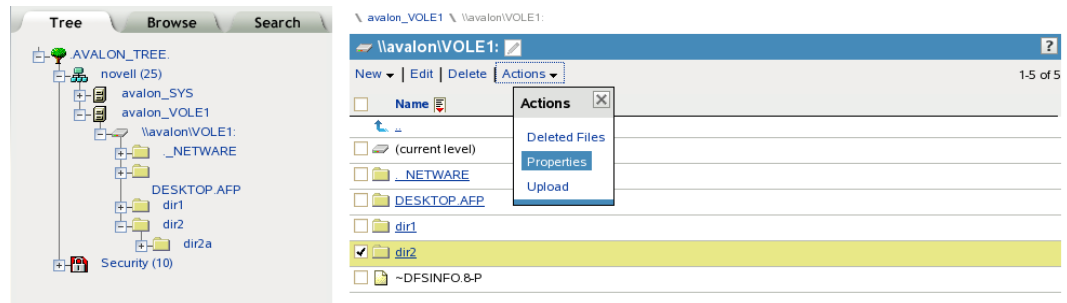 Tree Browse Search
.AVALON_TREE.
novell (25)
avalon_SYS
avalon_VOLE1
\\avalon\VOLE1:
._NETWARE
DESKTOP.AFP
dir1
dir2
dir2a
Security (10)
\ avalon_VOLE1 \ \\avalon\VOLE1:
\\avalon\VOLE1: ?
New | Edit | Delete | Actions 1-5 of 5
Name
Actions
Deleted Files
Properties
Upload
..
(current level)
._NETWARE
DESKTOP.AFP
dir1
dir2
~DFSINFO.8-P